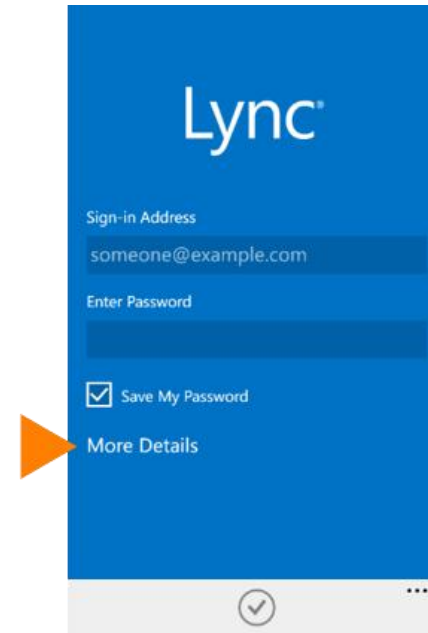 Lync
Sign-in Address
someone@example.com
Enter Password
Save My Password
More Details